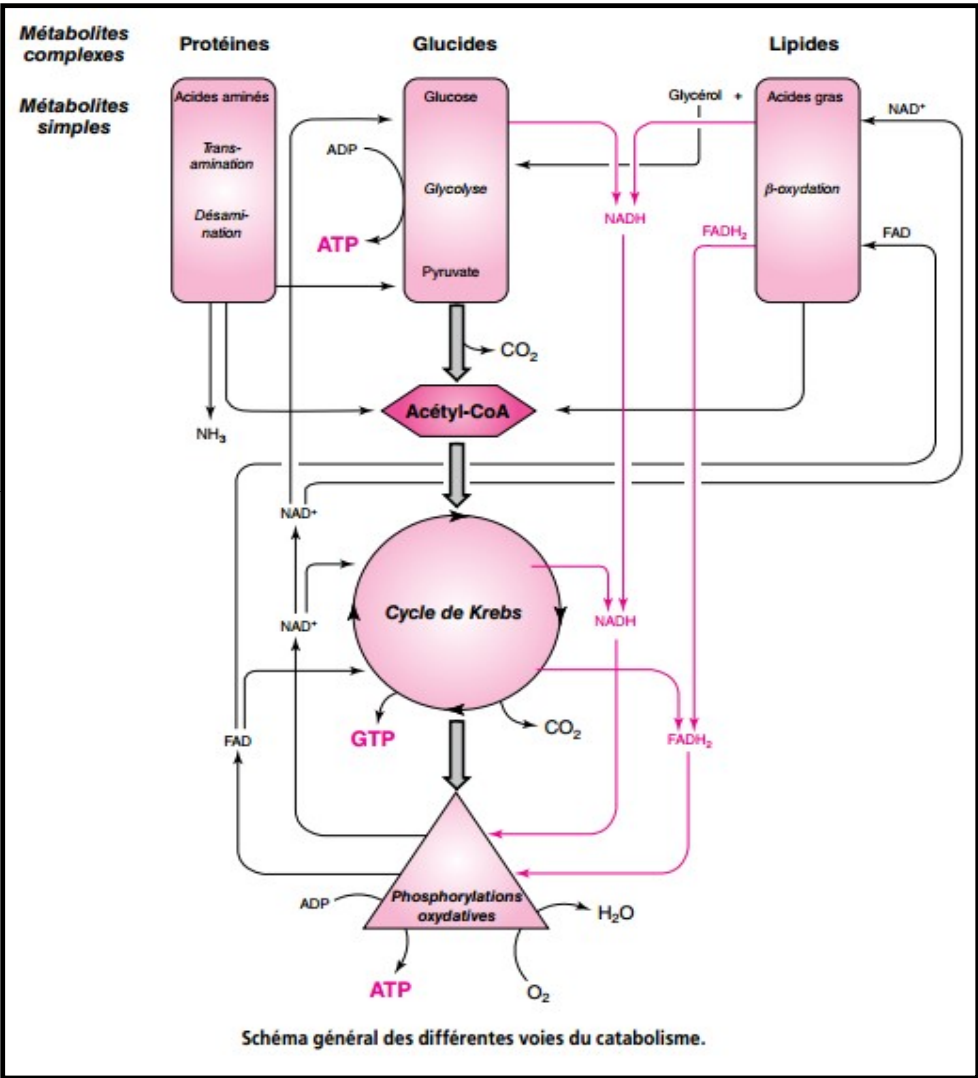 Métabolites
complexes
Protéines
Glucides
Lipides
Métabolites
simples
Acides aminés
Trans-
amination
Désami-
nation
Glucose
Glycolyse
Pyruvate
Glycérol +
Acides gras
β-oxydation
NAD⁺
ADP
ATP
NADH
FADH₂
FAD
CO₂
NH₃
Acétyl-CoA
NAD⁺
NAD⁺
Cycle de Krebs
NADH
FAD
GTP
CO₂
FADH₂
ADP
Phosphorylations
oxydatives
H₂O
ATP
O₂
Schéma général des différentes voies du catabolisme.